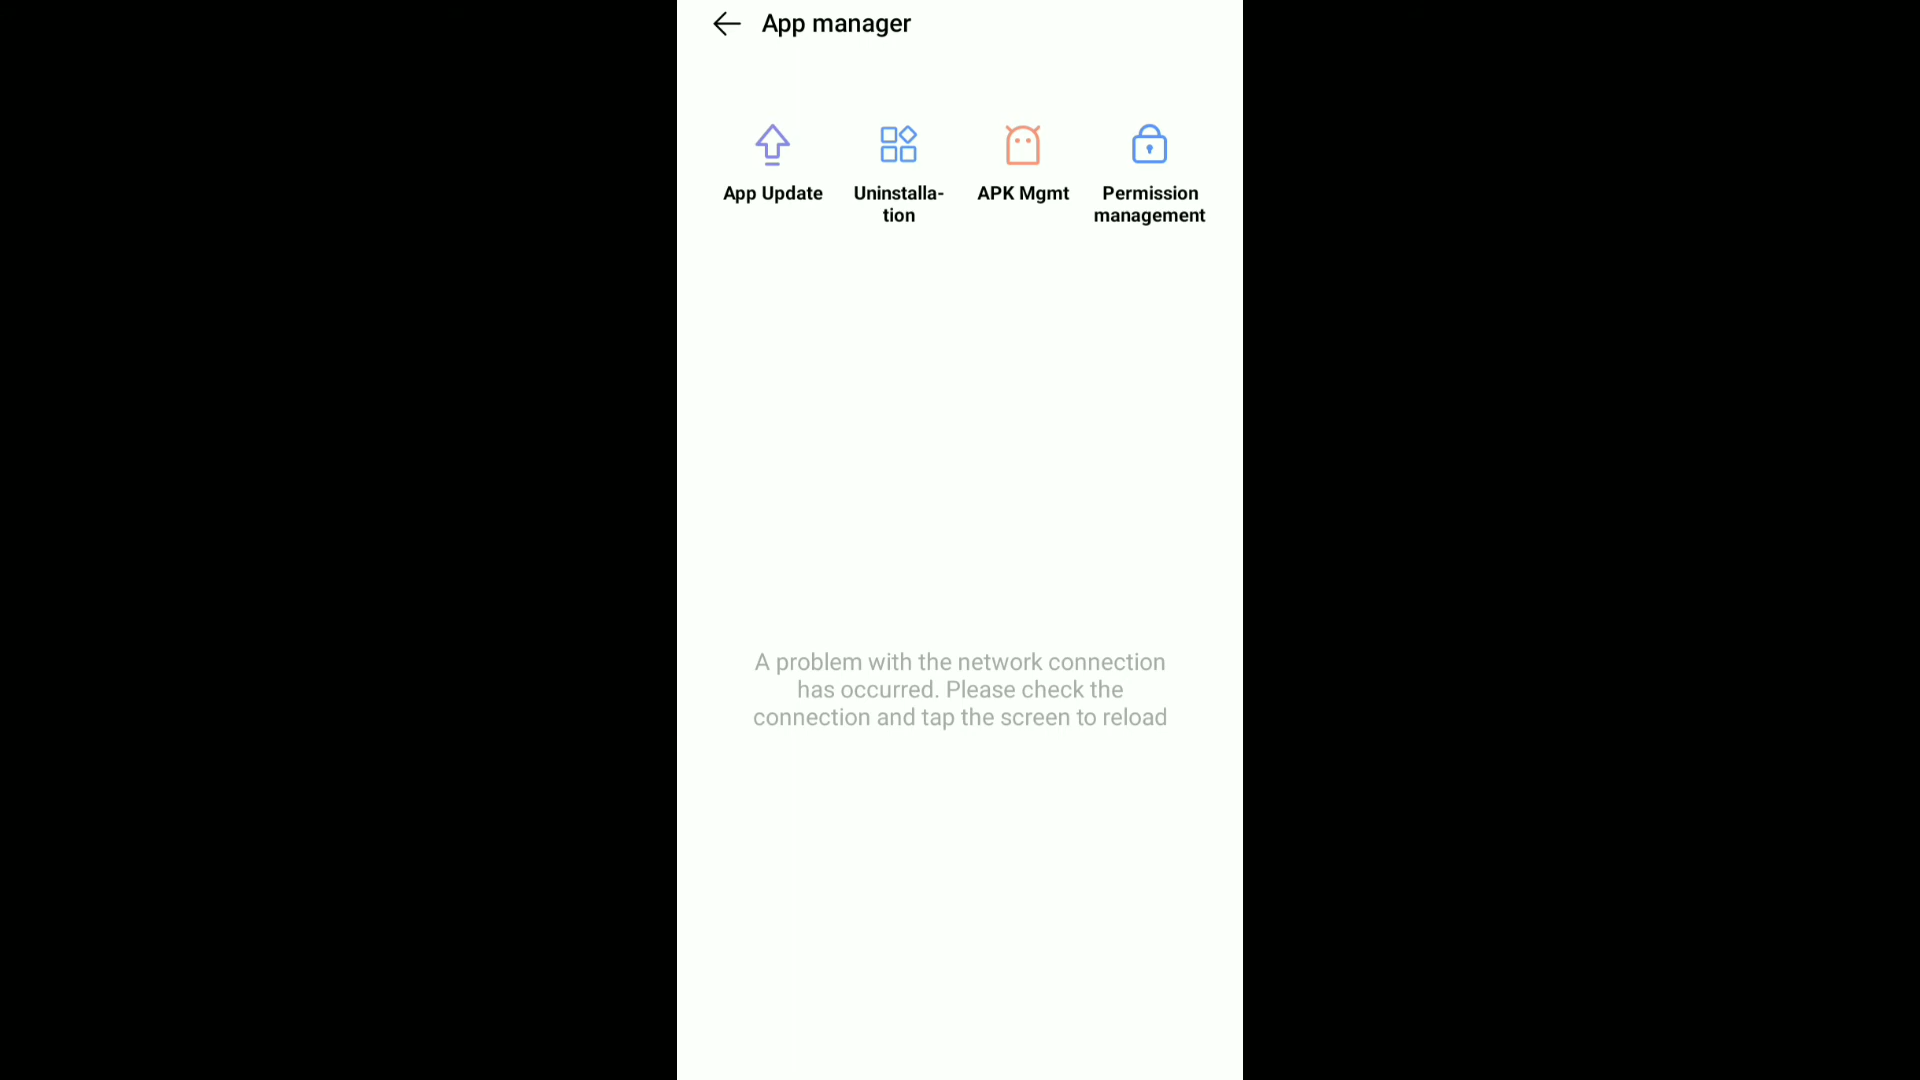 App manager
App Update
Uninstalla-
tion
APK Mgmt
Permission
management
A problem with the network connection
has occurred. Please check the
connection and tap the screen to reload